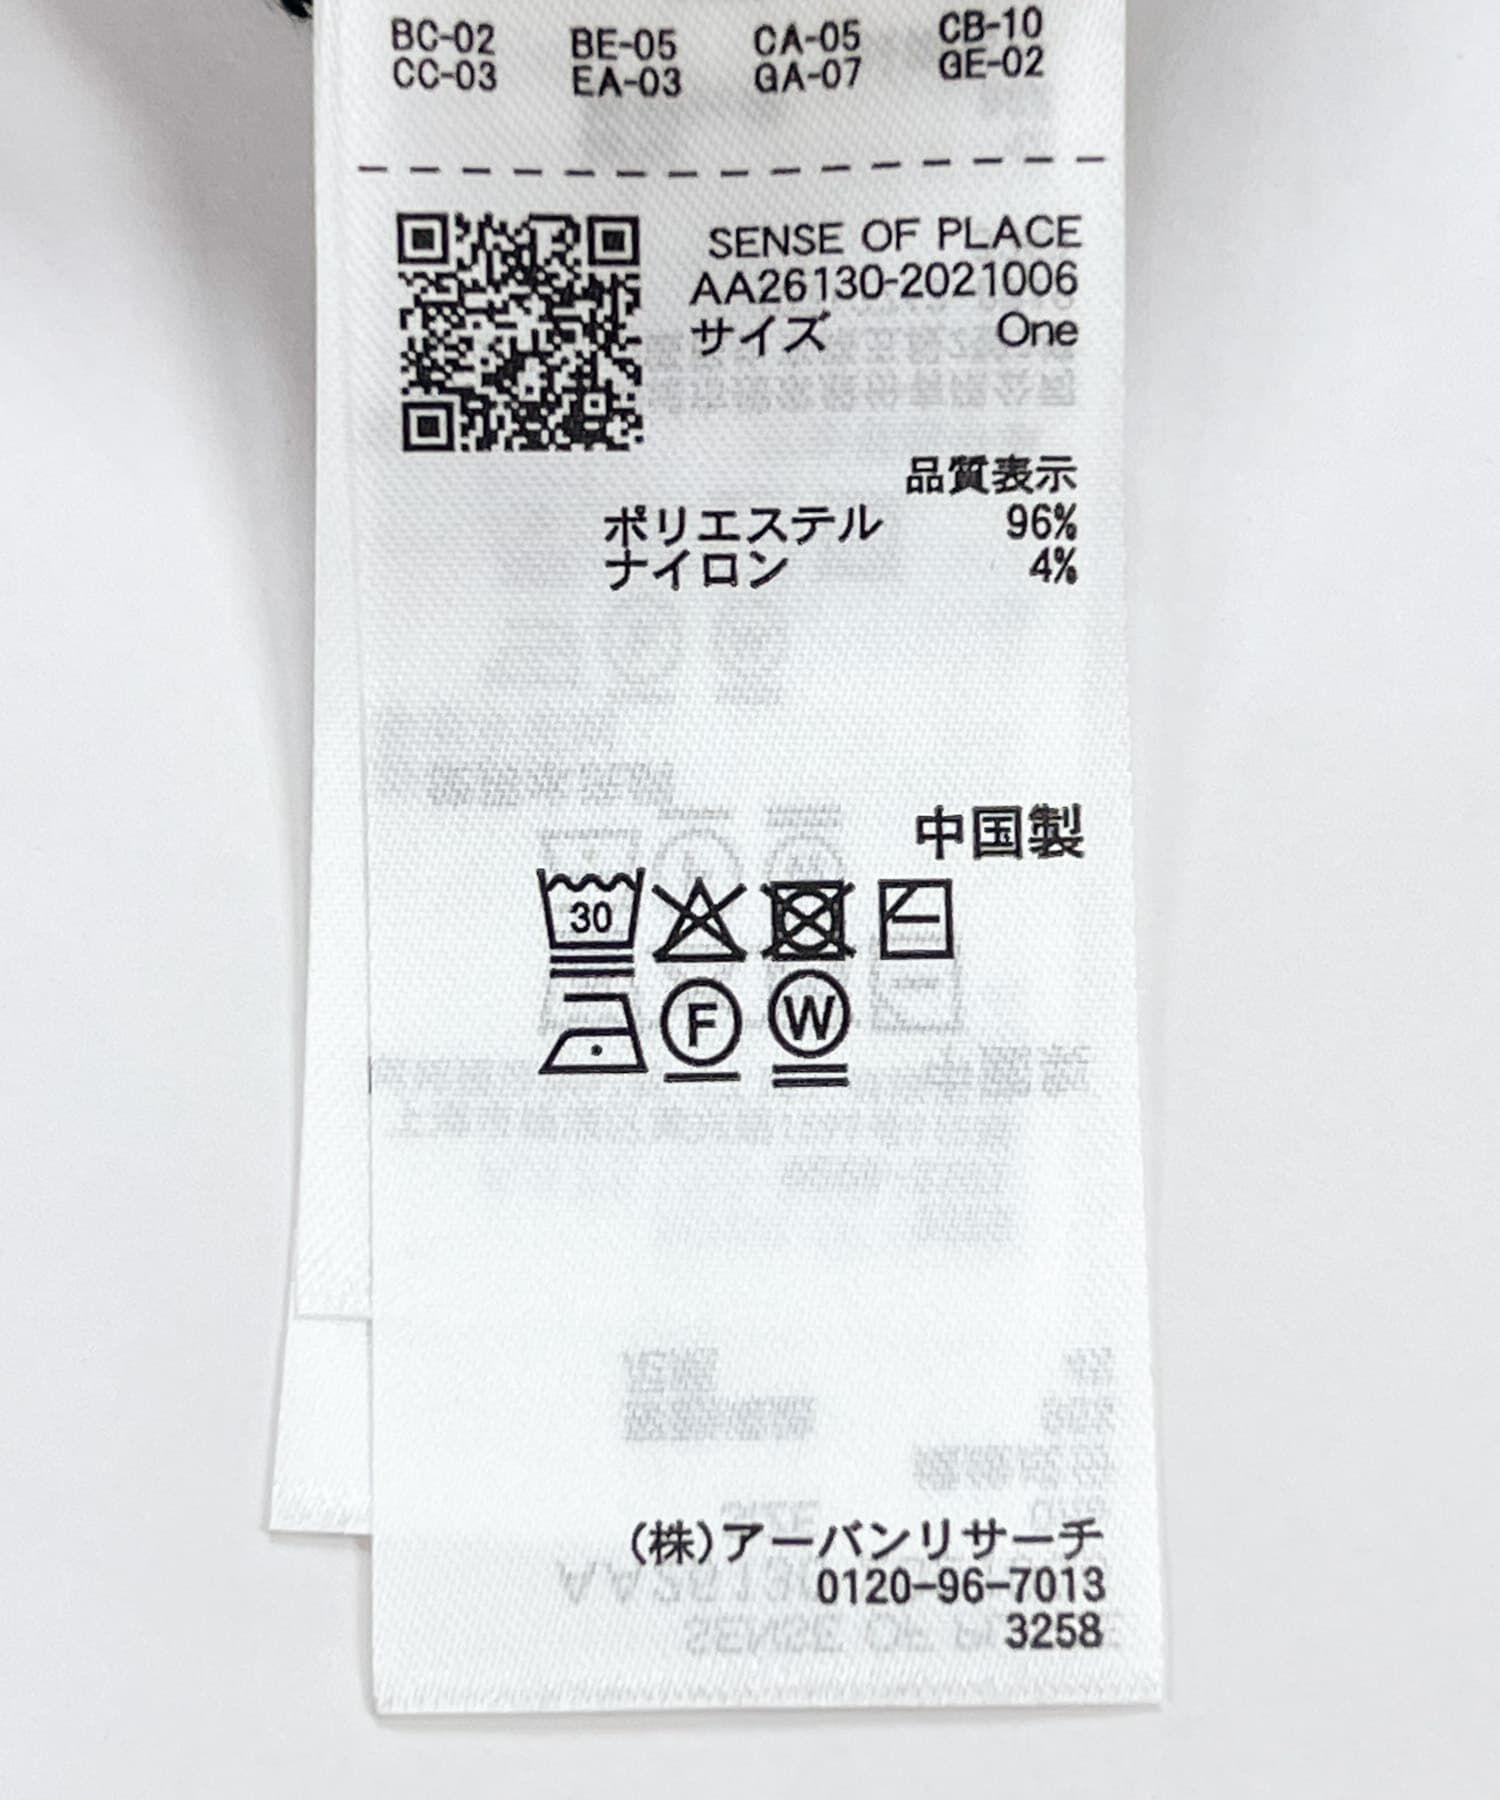 BC-02 BE-05 CA-05 CB-10
CC-03 EA-03 GA-07 GE-02
SENSE OF PLACE
AA26130-2021006
サイズ One
品質表示
ポリエステル 96%
ナイロン 4%
中国製
30
F W
(株)アーバンリサーチ
0120-96-7013
3258